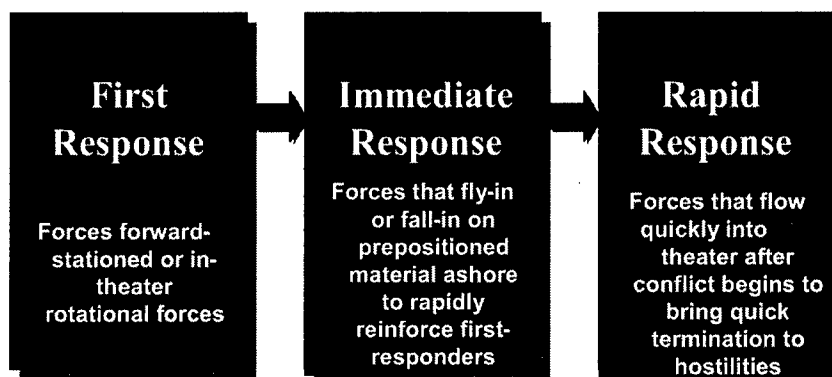 First
Response
Forces forward-
stationed or in-
theater
rotational forces
Immediate
Response
Forces that fly-in
or fall-in on
prepositioned
material ashore
to rapidly
reinforce first-
responders
Rapid
Response
Forces that flow
quickly into
theater after
conflict begins to
bring quick
termination to
hostilities